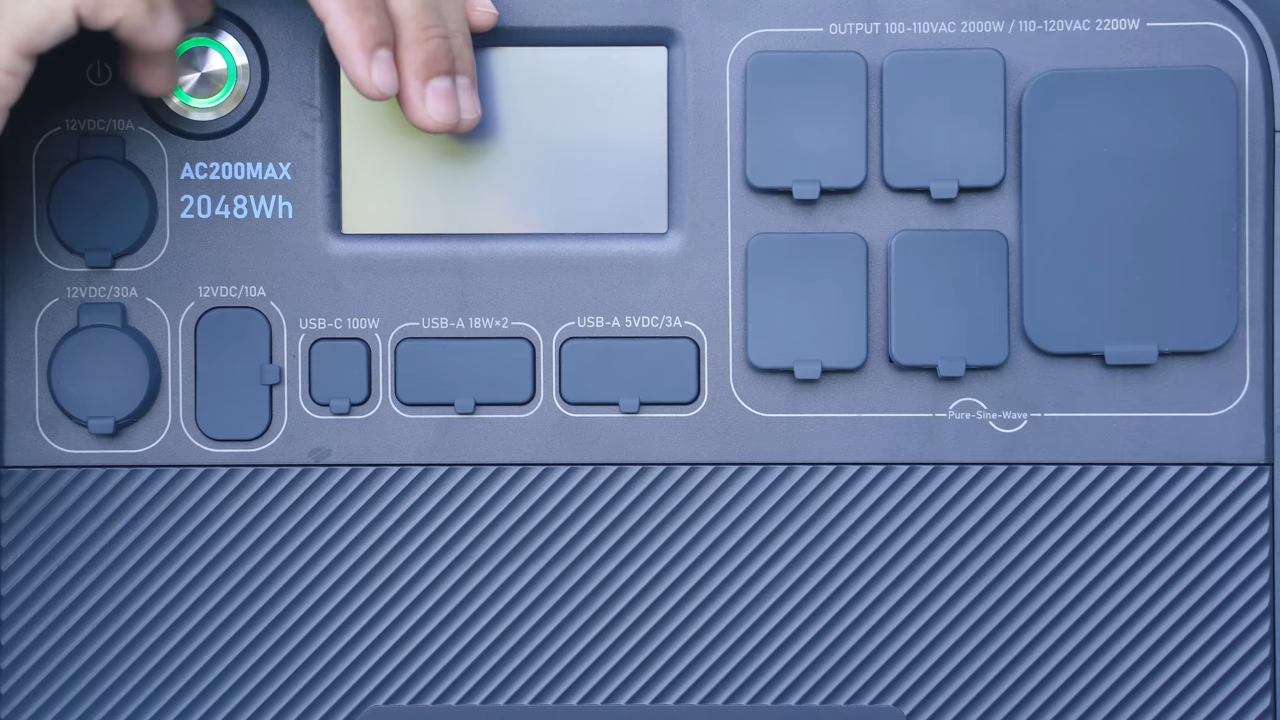 OUTPUT 100-110VAC 2000W / 110-120VAC 2200W
12VDC/10A
AC200MAX
2048Wh
12VDC/30A
12VDC/10A
USB-C 100W
USB-A 18W×2
USB-A 5VDC/3A
Pure-Sine-Wave